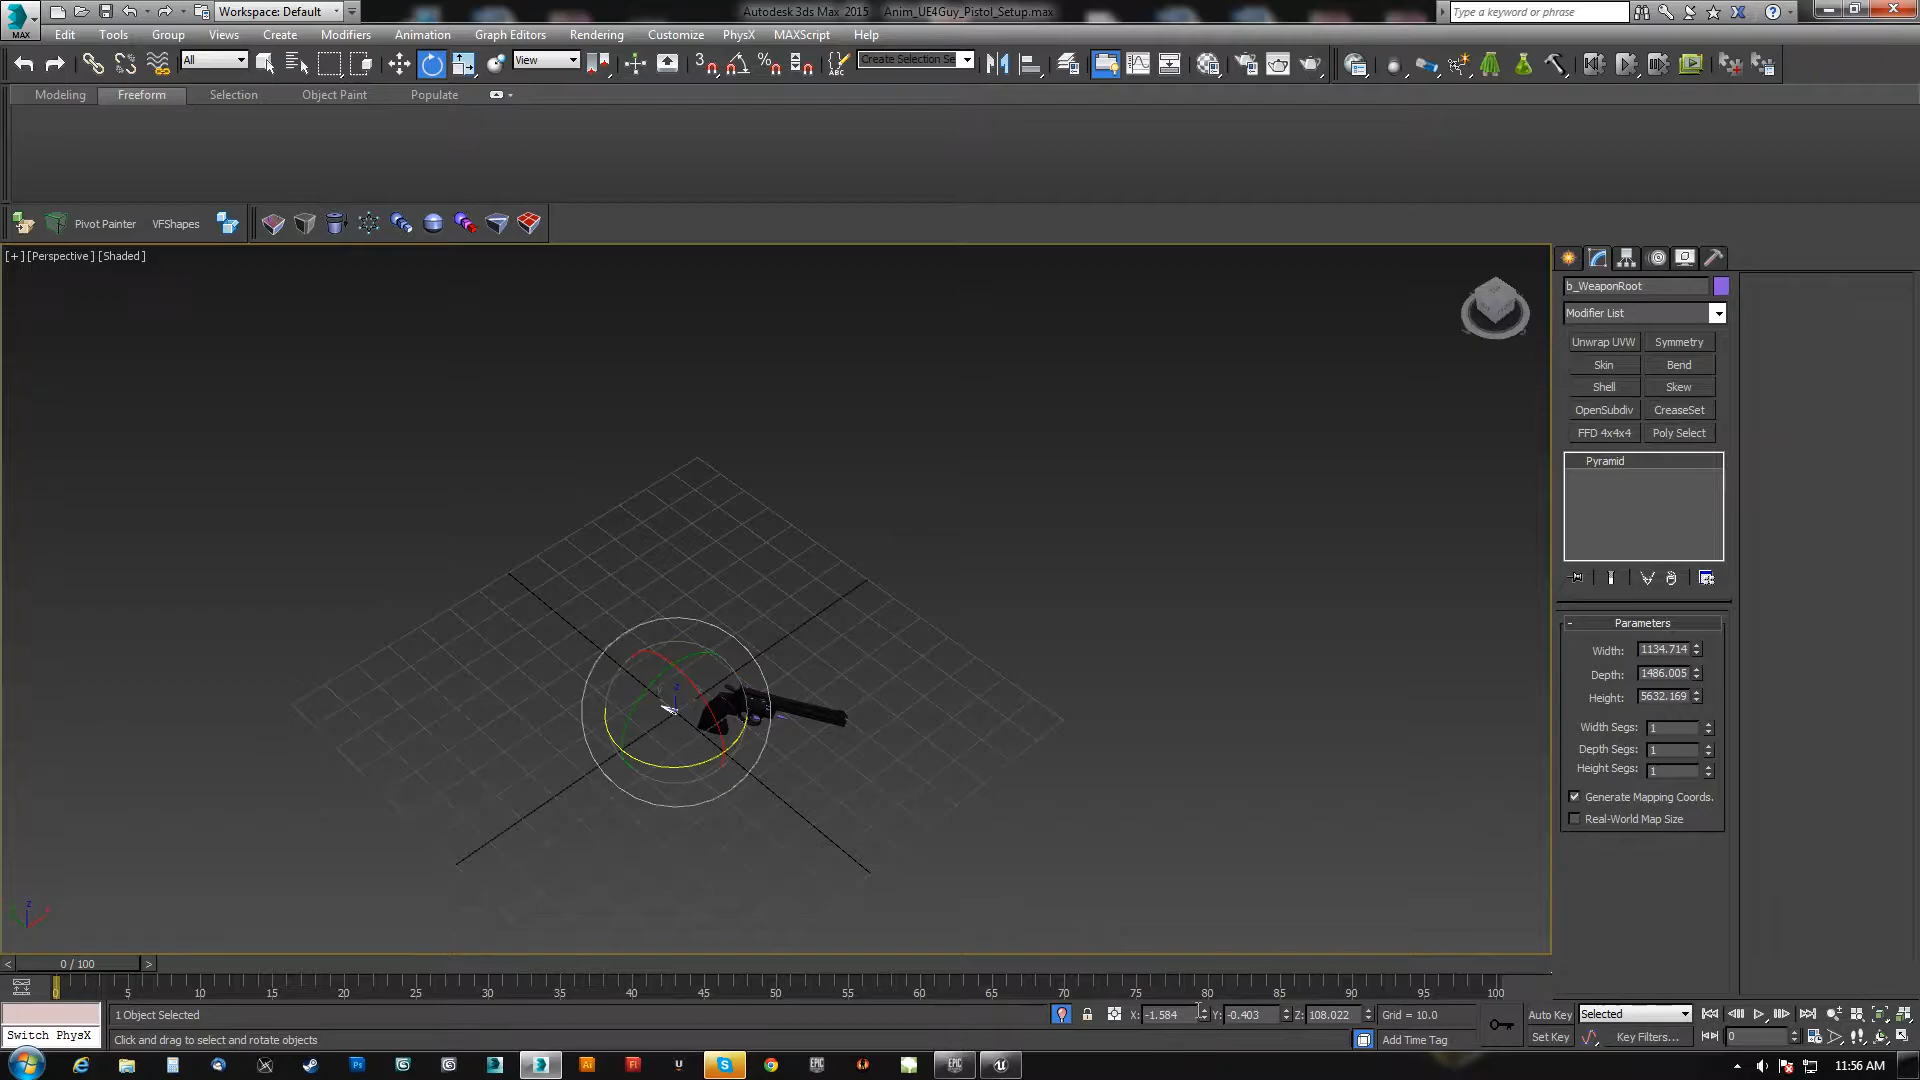 Workspace: Default
Autodesk 3ds Max 2015 Anim_UE4Guy_Pistol_Setup.max
Type a keyword or phrase
MAX
Edit Tools Group Views Create Modifiers Animation Graph Editors Rendering Customize PhysX MAXScript Help
All
View
3
ABC
Create Selection Se
Modeling Freeform Selection Object Paint Populate
Pivot Painter VFShapes
[+] [Perspective] [Shaded]
b_WeaponRoot
Modifier List
Unwrap UVW Symmetry
Skin Bend
Shell Skew
OpenSubdiv CreaseSet
FFD 4x4x4 Poly Select
Pyramid
- Parameters
Width: 1134.714
Depth: 1486.005
Height: 5632.169
Width Segs: 1
Depth Segs: 1
Height Segs: 1
Generate Mapping Coords.
Real-World Map Size
z
z
< 0 / 100 >
0 5 10 15 20 25 30 35 40 45 50 55 60 65 70 75 80 85 90 95 100
1 Object Selected X: -1.584 Y: -0.403 Z: 108.022 Grid = 10.0 Auto Key Selected
Switch PhysX Click and drag to select and rotate objects Add Time Tag Set Key Key Filters... 0
11:56 AM